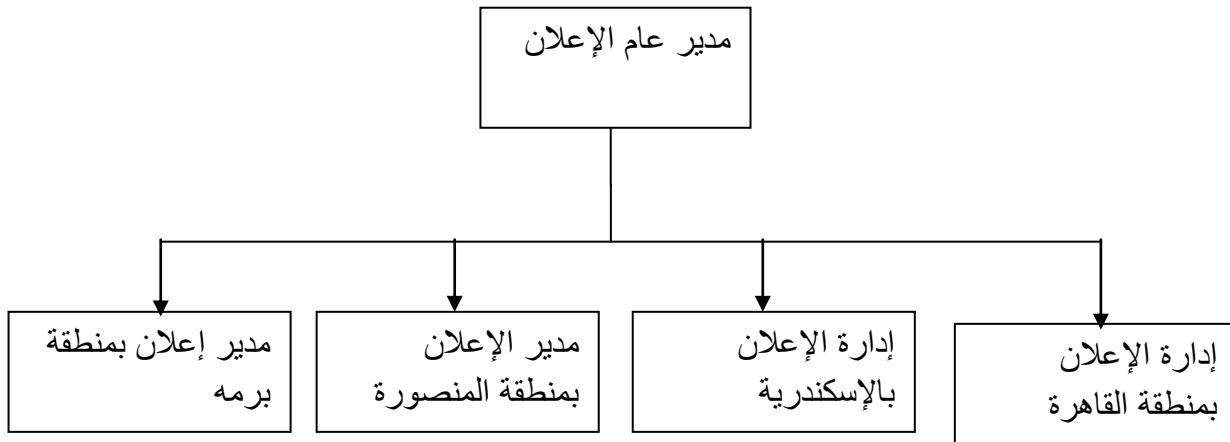 مدير عام الإعلان
إدارة الإعلان
بمنطقة القاهرة
إدارة الإعلان
بالإسكندرية
مدير الإعلان
بمنطقة المنصورة
مدير إعلان بمنطقة
برمه